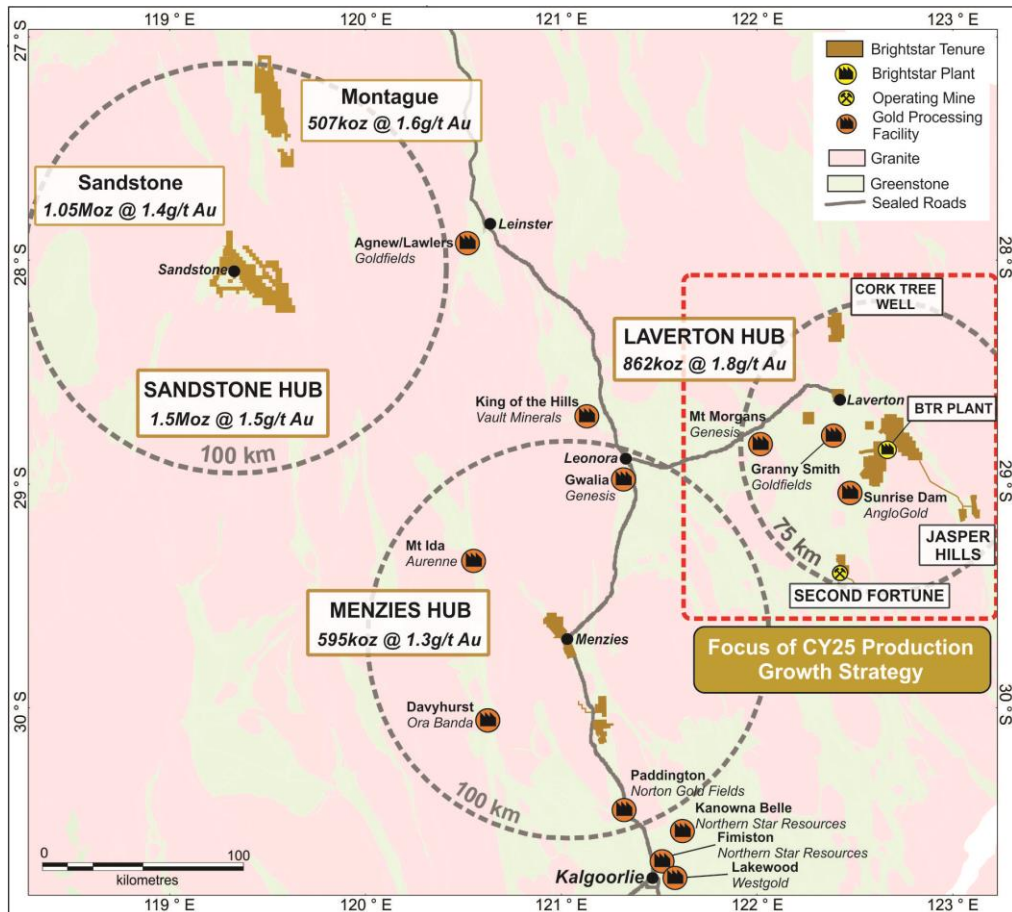 119 °E
120 °E
121 °E
122 °E
123 °E
27° S
28° S
29° S
30° S
28 ° S
29 ° S
30 ° S
Brightstar Tenure
Brightstar Plant
Operating Mine
Gold Processing
Facility
Granite
Greenstone
Sealed Roads
Montague
507koz @ 1.6g/t Au
Sandstone
1.05Moz @ 1.4g/t Au
Sandstone
SANDSTONE HUB
1.5Moz @ 1.5g/t Au
100 km
Leinster
Agnew/Lawlers
Goldfields
CORK TREE
WELL
LAVERTON HUB
862koz @ 1.8g/t Au
King of the Hills
Vault Minerals
Mt Morgans
Genesis
Laverton
BTR PLANT
Leonora
Gwalia
Genesis
Granny Smith
Goldfields
Sunrise Dam
AngloGold
75 km
JASPER
HILLS
SECOND FORTUNE
Mt Ida
Aurenne
MENZIES HUB
595koz @ 1.3g/t Au
Menzies
Focus of CY25 Production
Growth Strategy
Davyhurst
Ora Banda
100 km
Paddington
Norton Gold Fields
Kanowna Belle
Northern Star Resources
Fimiston
Northern Star Resources
Lakewood
Westgold
Kalgoorlie
0
100
kilometres
119 °E
120 °E
121 °E
122 °E
123 °E